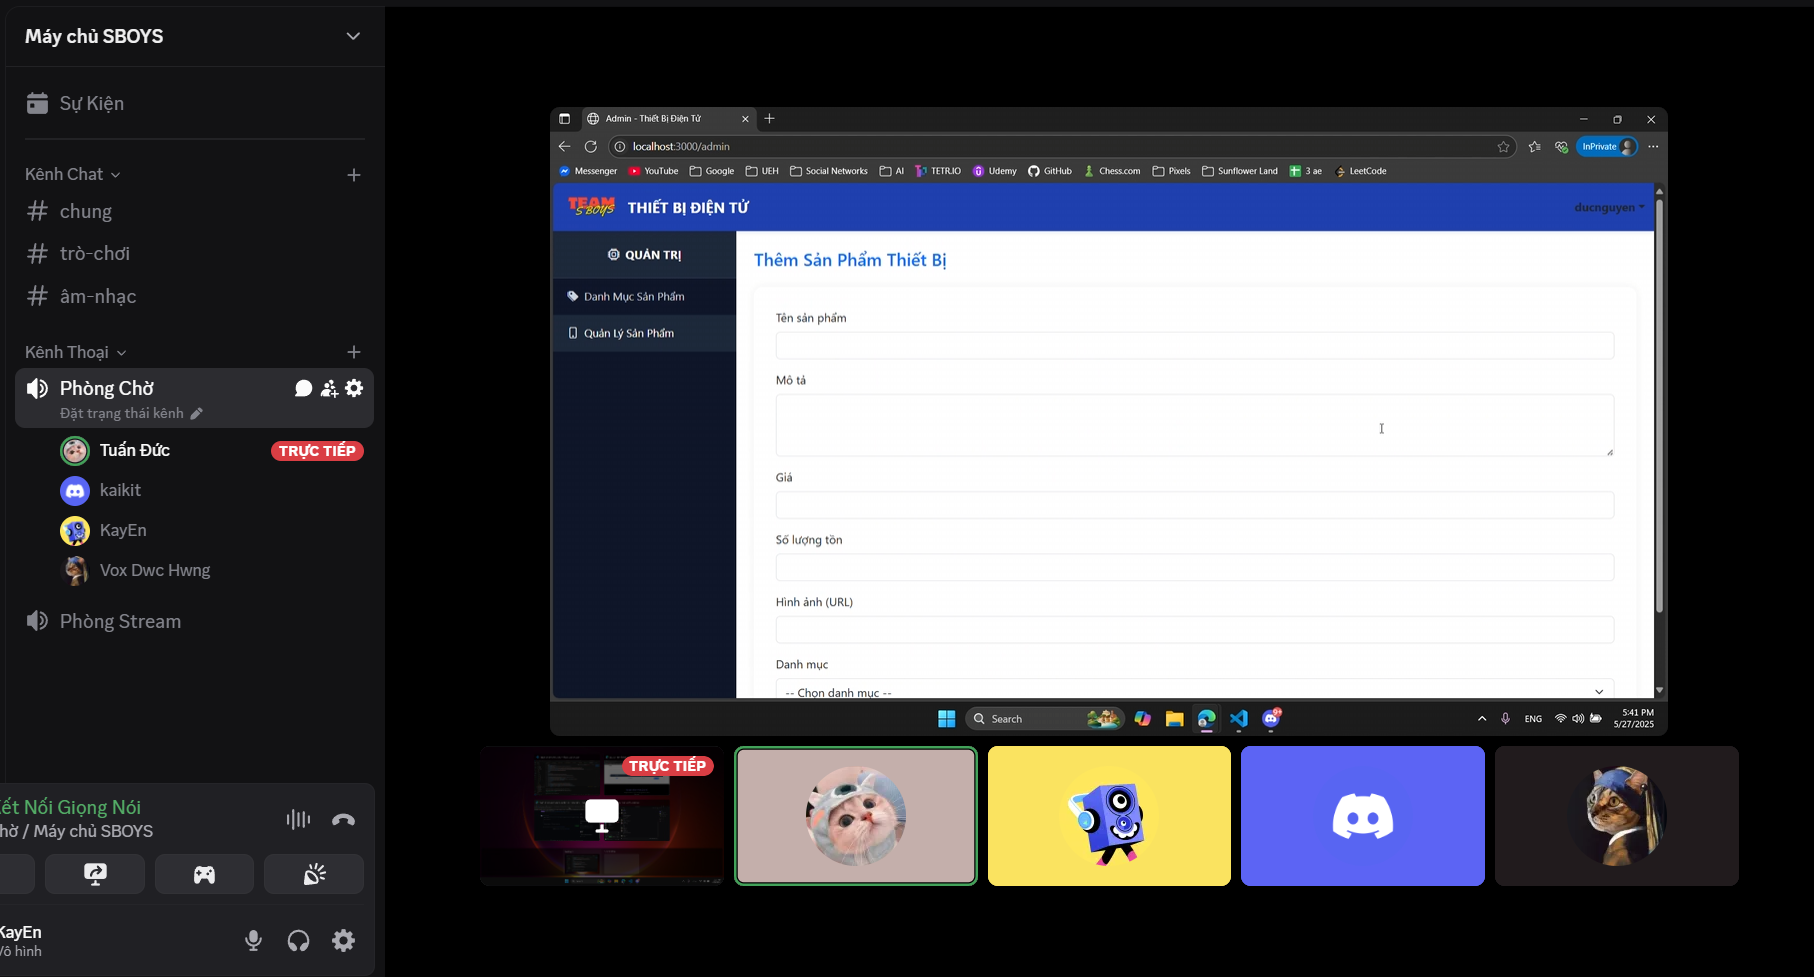 Máy chủ SBOYS
Sự Kiện
Kênh Chat
chung
trò-chơi
âm-nhạc
Kênh Thoại
Phòng Chờ
Đặt trạng thái kênh
Tuấn Đức
TRỰC TIẾP
kaikit
KayEn
Vox Dwc Hwng
Phòng Stream
ết Nối Giọng Nói
hờ / Máy chủ SBOYS
KayEn
Vô hình
Admin - Thiết Bị Điện Tử
localhost:3000/admin
InPrivate
Messenger YouTube Google UEH Social Networks AI TETR.IO Udemy GitHub Chess.com Pixels Sunflower Land 3 ae LeetCode
TEAM
S'BOYS
THIẾT BỊ ĐIỆN TỬ
ducnguyen
QUẢN TRỊ
Danh Mục Sản Phẩm
Quản Lý Sản Phẩm
Thêm Sản Phẩm Thiết Bị
Tên sản phẩm
Mô tả
Giá
Số lượng tồn
Hình ảnh (URL)
Danh mục
-- Chọn danh mục --
Search
9+
ENG
5:41 PM
5/27/2025
TRỰC TIẾP